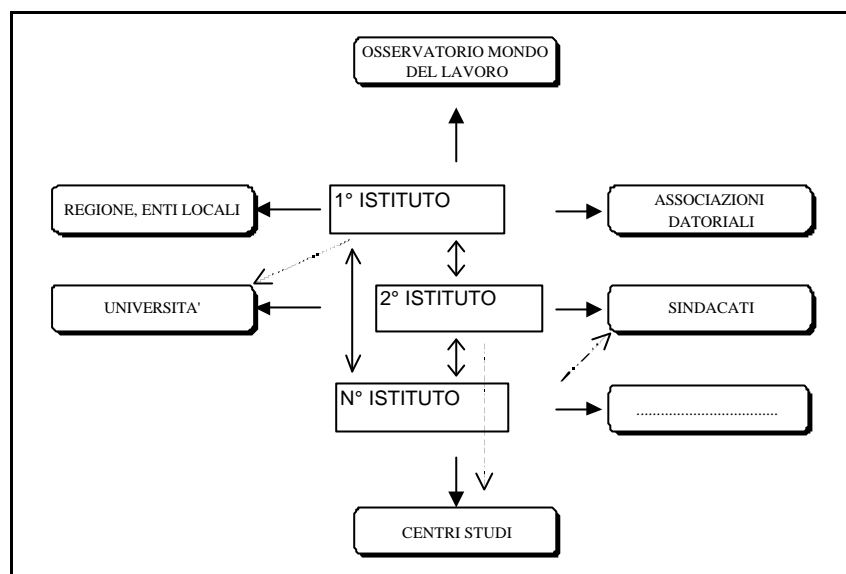 OSSERVATORIO MONDO
DEL LAVORO
1° ISTITUTO
REGIONE, ENTI LOCALI
ASSOCIAZIONI
DATORIALI
UNIVERSITA'
2° ISTITUTO
SINDACATI
N° ISTITUTO
...................................
CENTRI STUDI